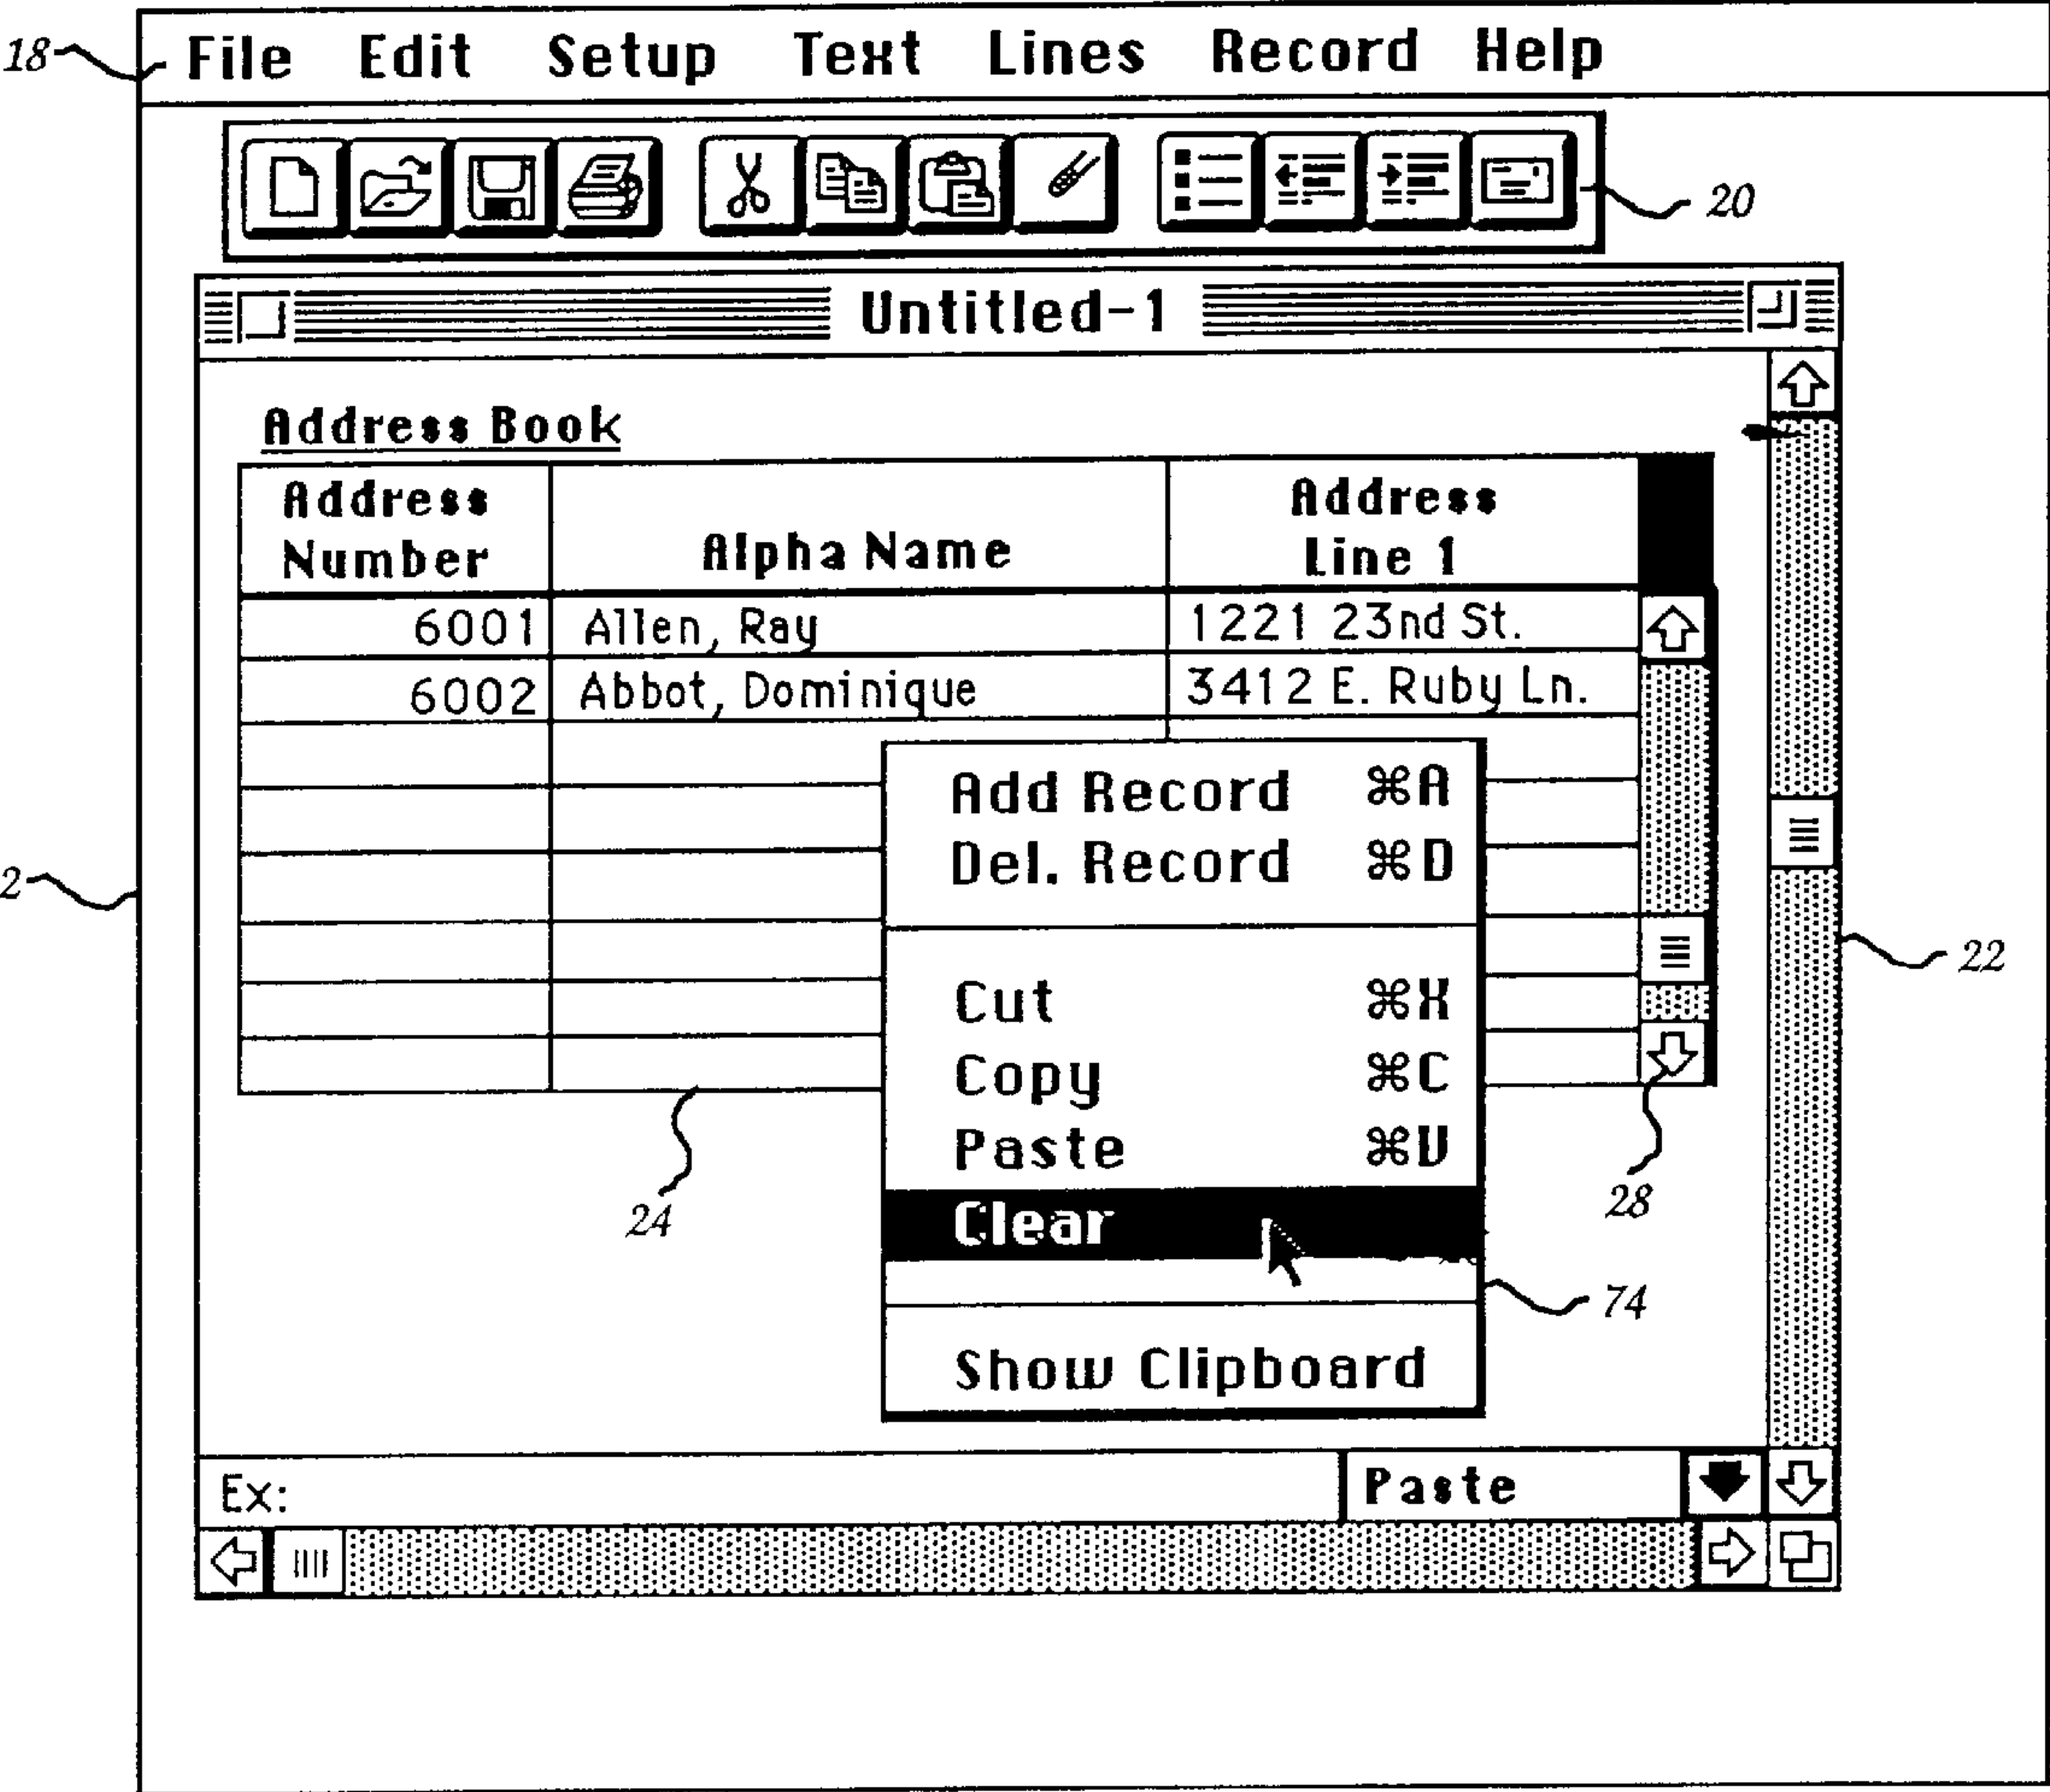 18
File Edit Setup Text Lines Record Help
20
Untitled-1
Address Book
Address Number
Alpha Name
Address Line 1
6001 Allen, Ray 1221 23nd St.
6002 Abbot, Dominique 3412 E. Ruby Ln.
Add Record ⌘A
Del. Record ⌘D
2
22
Cut ⌘X
Copy ⌘C
Paste ⌘V
24
28
Clear
74
Show Clipboard
Ex: Paste